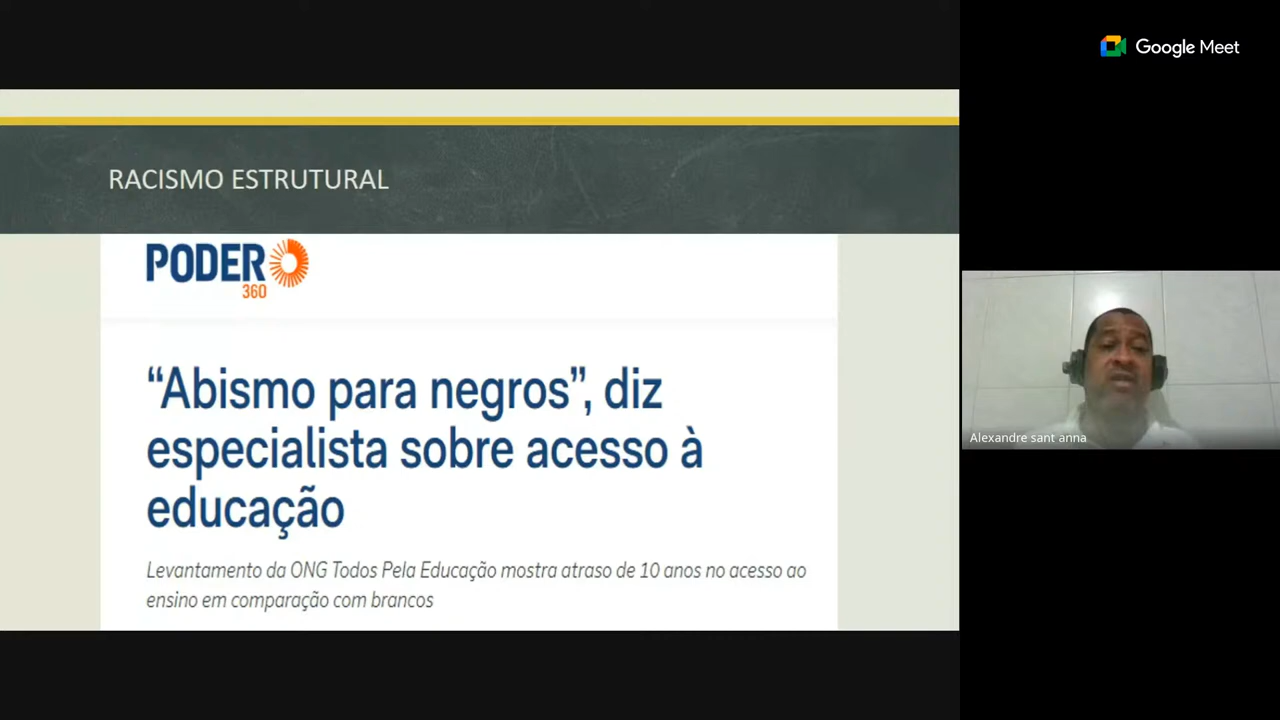 Google Meet
RACISMO ESTRUTURAL
PODER
360
“Abismo para negros”, diz
especialista sobre acesso à
educação
Levantamento da ONG Todos Pela Educação mostra atraso de 10 anos no acesso ao
ensino em comparação com brancos
Alexandre sant anna